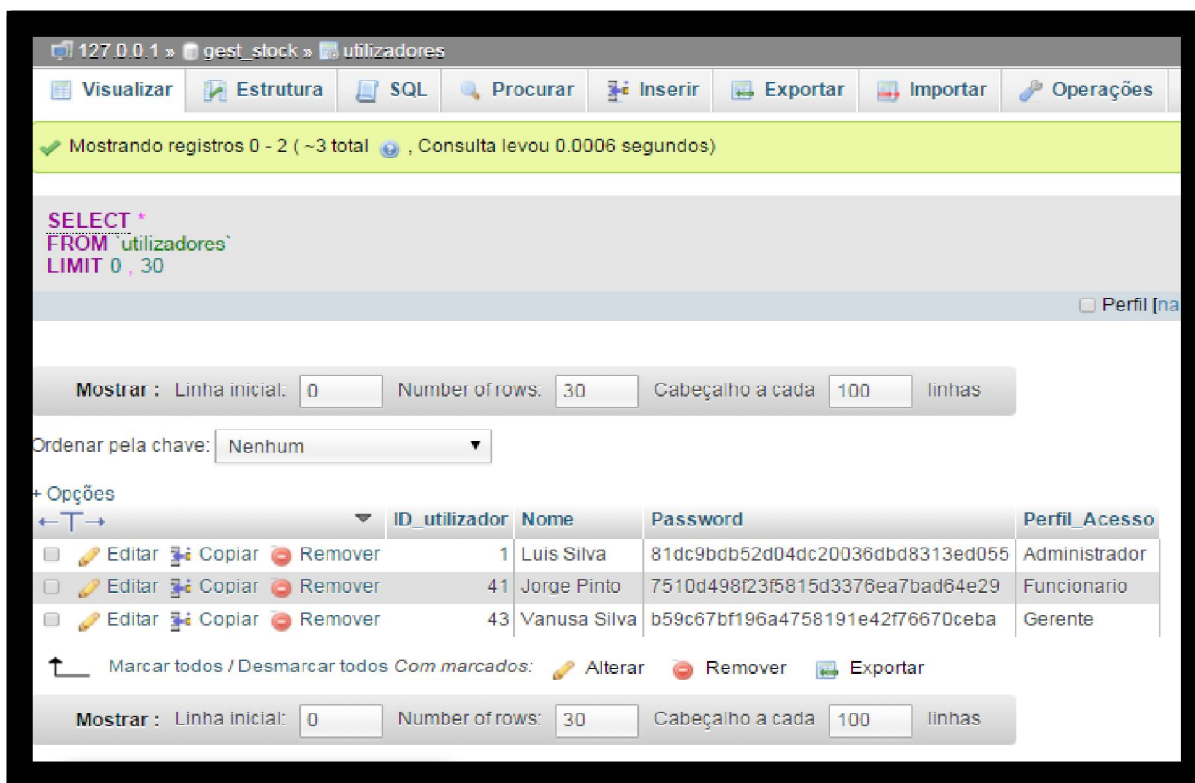 127.0.0.1 » gest_stock » utilizadores
Visualizar Estrutura SQL Procurar Inserir Exportar Importar Operações
Mostrando registros 0 - 2 ( ~3 total , Consulta levou 0.0006 segundos)
SELECT *
FROM `utilizadores`
LIMIT 0 , 30
Perfil [na
Mostrar : Linha inicial: 0 Number of rows: 30 Cabeçalho a cada 100 linhas
Ordenar pela chave: Nenhum
+ Opções
←T→ ID_utilizador Nome Password Perfil_Acesso
Editar Copiar Remover 1 Luis Silva 81dc9bdb52d04dc20036dbd8313ed055 Administrador
Editar Copiar Remover 41 Jorge Pinto 7510d498f23f5815d3376ea7bad64e29 Funcionario
Editar Copiar Remover 43 Vanusa Silva b59c67bf196a4758191e42f76670ceba Gerente
Marcar todos / Desmarcar todos Com marcados: Alterar Remover Exportar
Mostrar : Linha inicial: 0 Number of rows: 30 Cabeçalho a cada 100 linhas